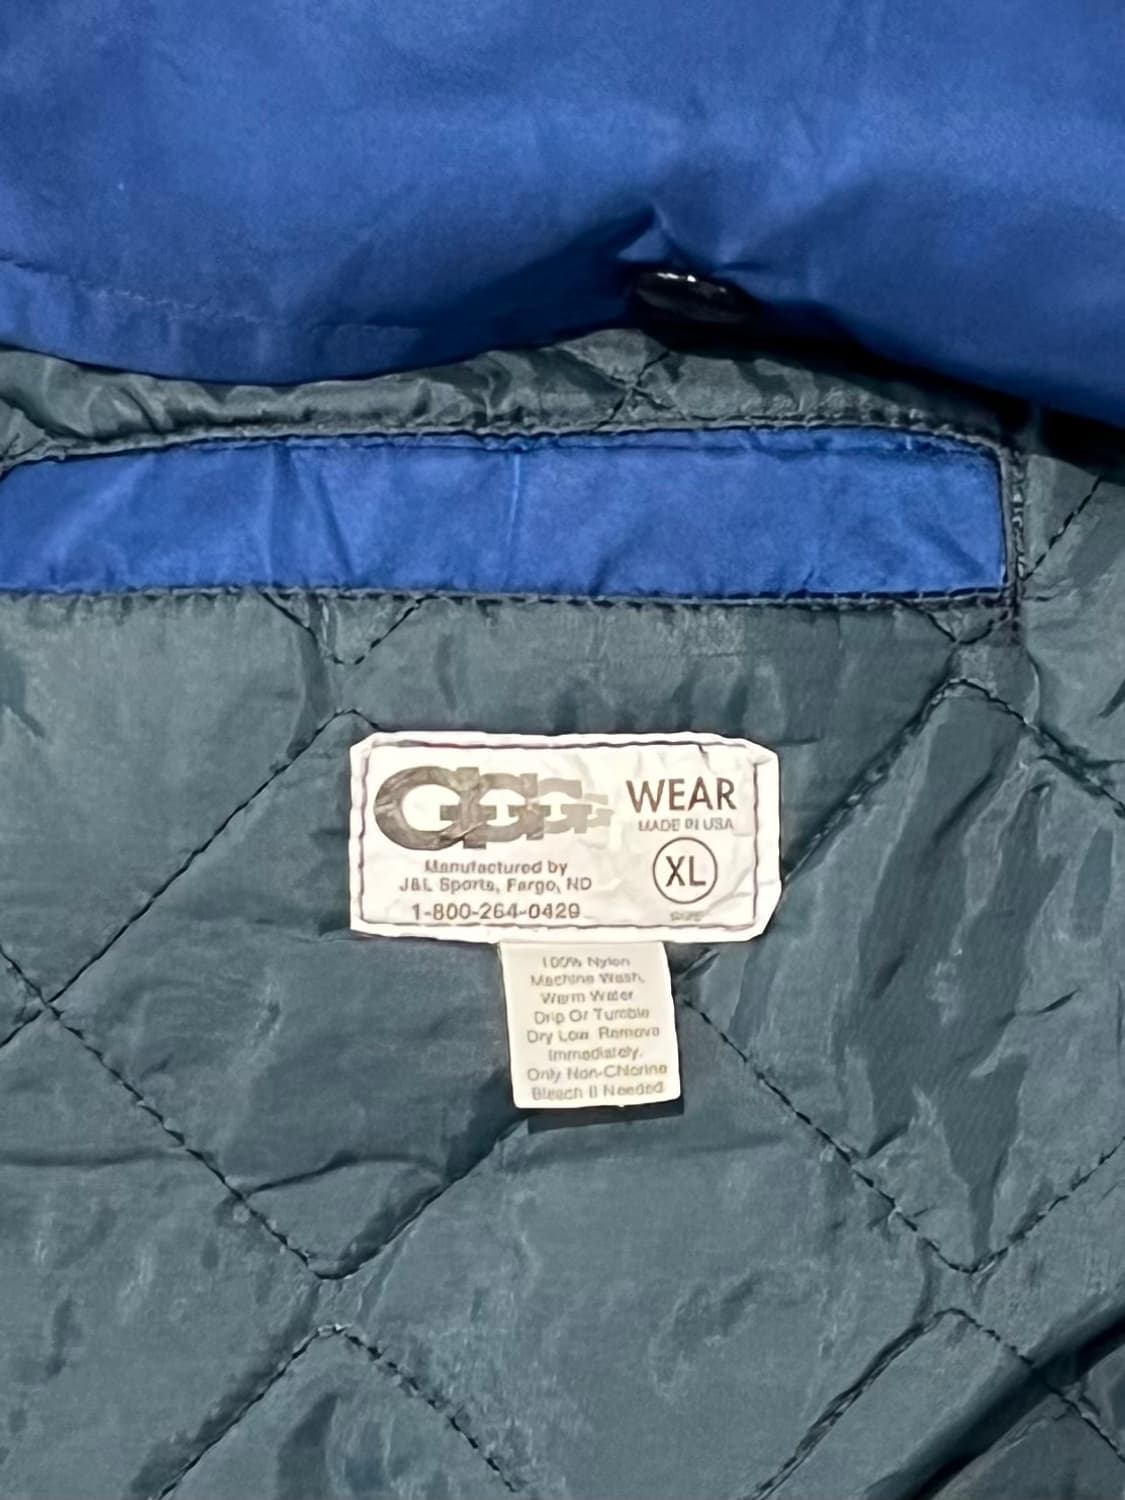 WEAR
MADE IN USA
XL
SIZE
Manufactured by
J&L Sports, Fargo, ND
1-800-264-0429
100% Nylon
Machine Wash,
Warm Water
Drip Or Tumble
Dry Low. Remove
Immediately.
Only Non-Chlorine
Bleach If Needed